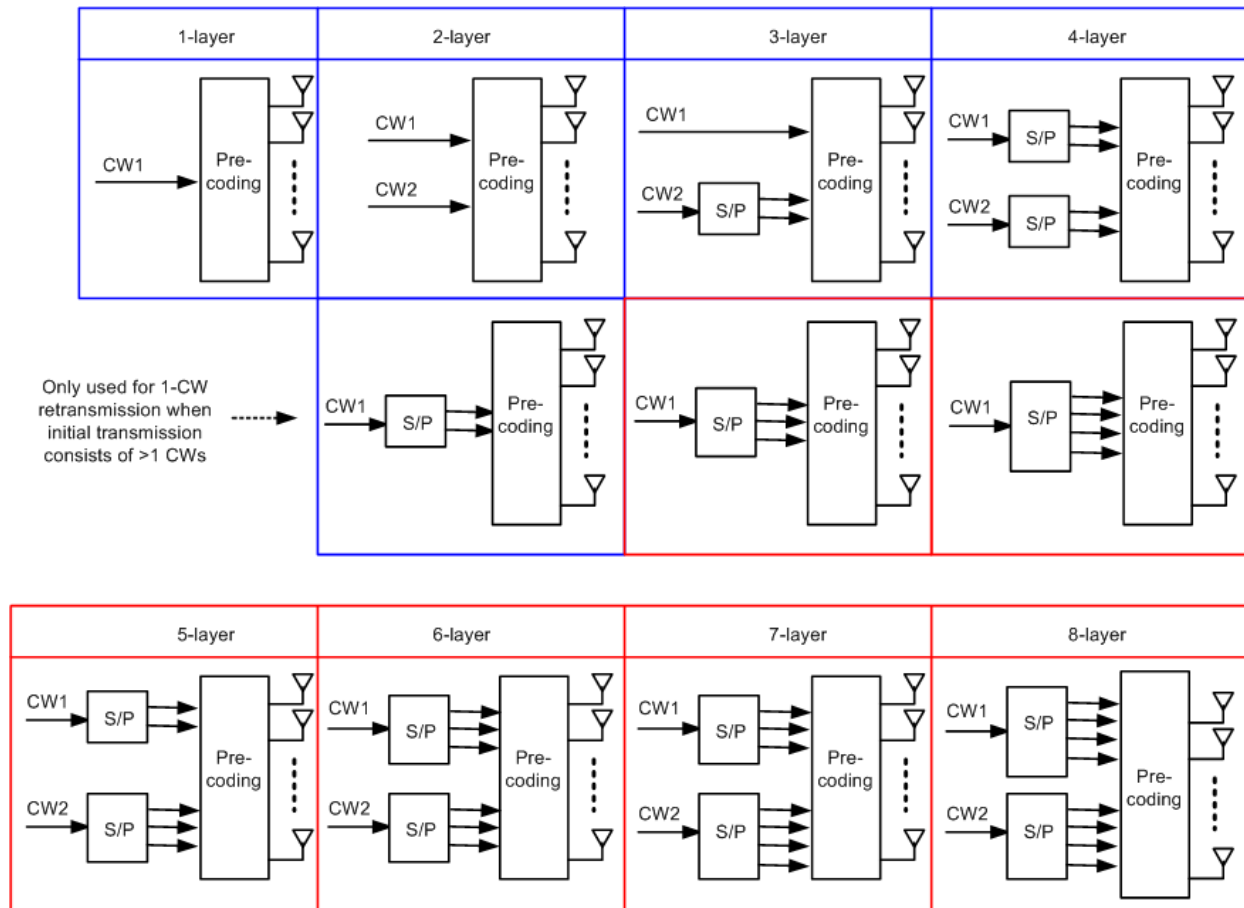 1-layer
2-layer
3-layer
4-layer
CW1
Pre-
coding
CW1
CW2
Pre-
coding
CW1
CW2
S/P
Pre-
coding
CW1
S/P
CW2
S/P
Pre-
coding
Only used for 1-CW
retransmission when
initial transmission
consists of >1 CWs
CW1
S/P
Pre-
coding
CW1
S/P
Pre-
coding
CW1
S/P
Pre-
coding
5-layer
6-layer
7-layer
8-layer
CW1
S/P
CW2
S/P
Pre-
coding
CW1
S/P
CW2
S/P
Pre-
coding
CW1
S/P
CW2
S/P
Pre-
coding
CW1
S/P
CW2
S/P
Pre-
coding